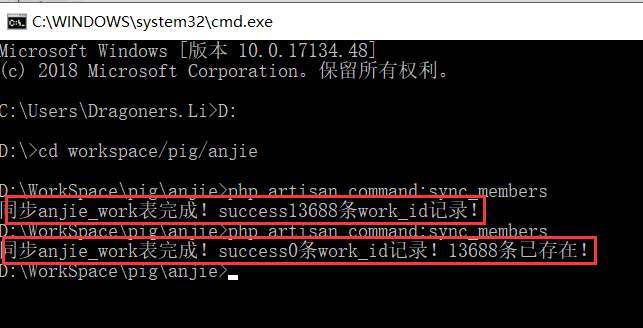 C:\WINDOWS\system32\cmd.exe
Microsoft Windows [版本 10.0.17134.48]
(c) 2018 Microsoft Corporation。保留所有权利。
C:\Users\Dragoners.Li>D:
D:\>cd workspace/pig/anjie
D:\WorkSpace\pig\anjie>php artisan command:sync_members
同步anjie_work表完成！success13688条work_id记录！
D:\WorkSpace\pig\anjie>php artisan command:sync_members
同步anjie_work表完成！success0条work_id记录！13688条已存在！
D:\WorkSpace\pig\anjie>